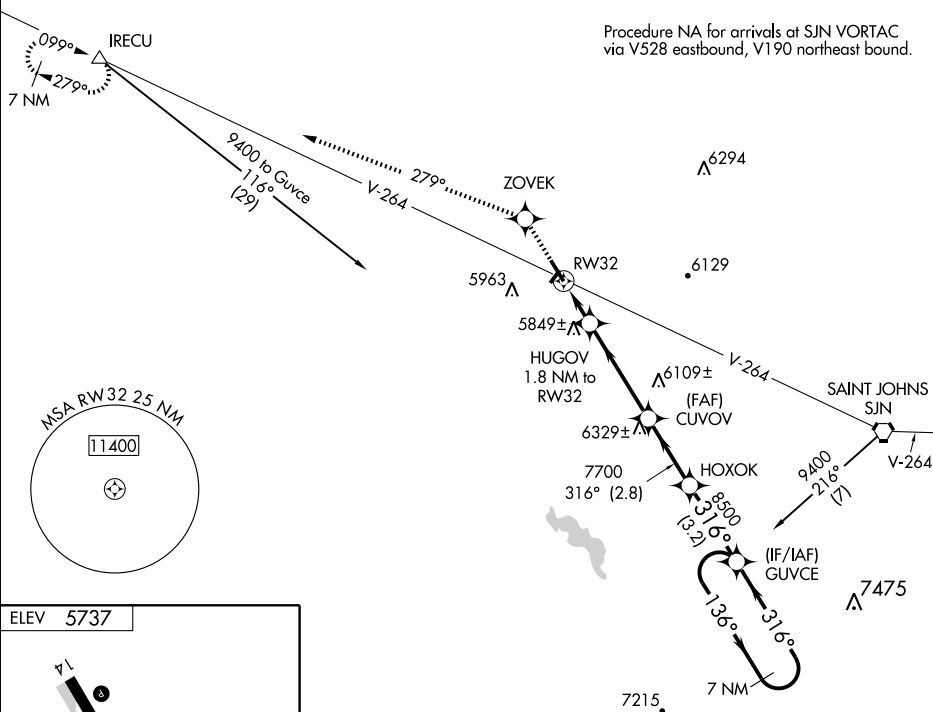 Procedure NA for arrivals at SJN VORTAC
via V528 eastbound, V190 northeast bound.
099°
IRECU
279°
7 NM
9400 to Guvce
116°
(29)
V-264
279°
ZOVEK
6294
RW32
6129
5963
5849±
HUGOV
1.8 NM to
RW32
V-264
6109±
(FAF)
CUVOV
6329±
SAINT JOHNS
SJN
V-264
9400
216°
(7)
MSA RW32 25 NM
11400
7700
316° (2.8)
HOXOK
8500
316°
(3.2)
(IF/IAF)
GUVCE
7475
136°
316°
7 NM
7215
ELEV 5737
14
P